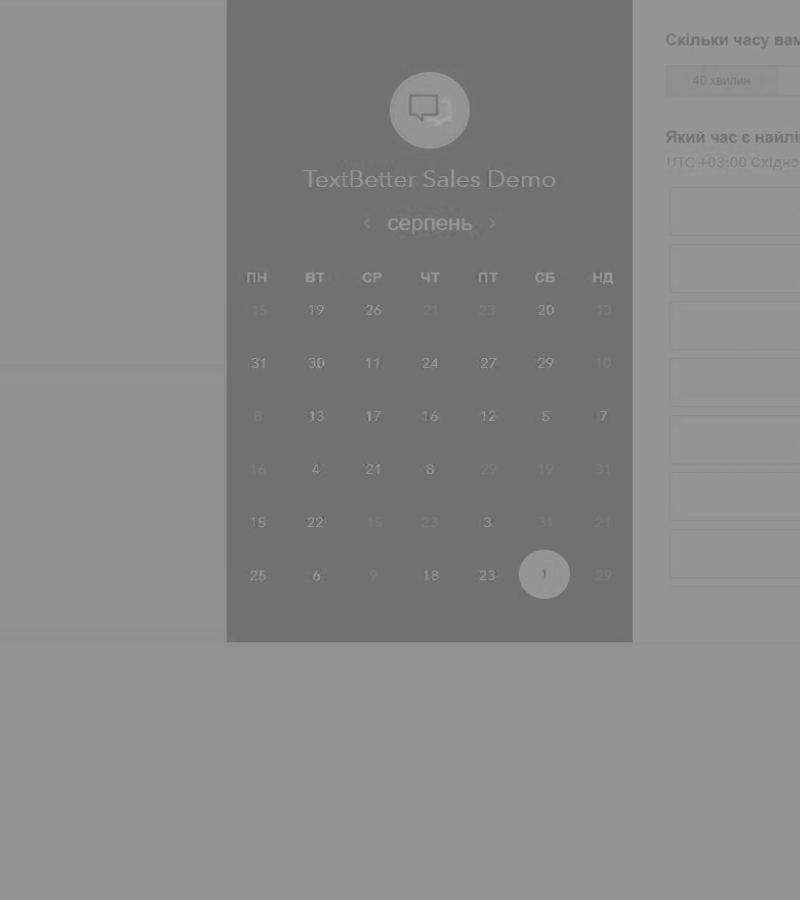 TextBetter Sales Demo
‹ серпень ›
ПН ВТ СР ЧТ ПТ СБ НД
15 19 26 21 23 20 13
31 30 11 24 27 29 10
8 13 17 16 12 5 7
16 4 21 8 29 19 31
15 22 15 23 3 31 21
25 6 9 18 23 1 29
Скільки часу вам
40 хвилин
Який час є найлі
UTC +03:00 Східно